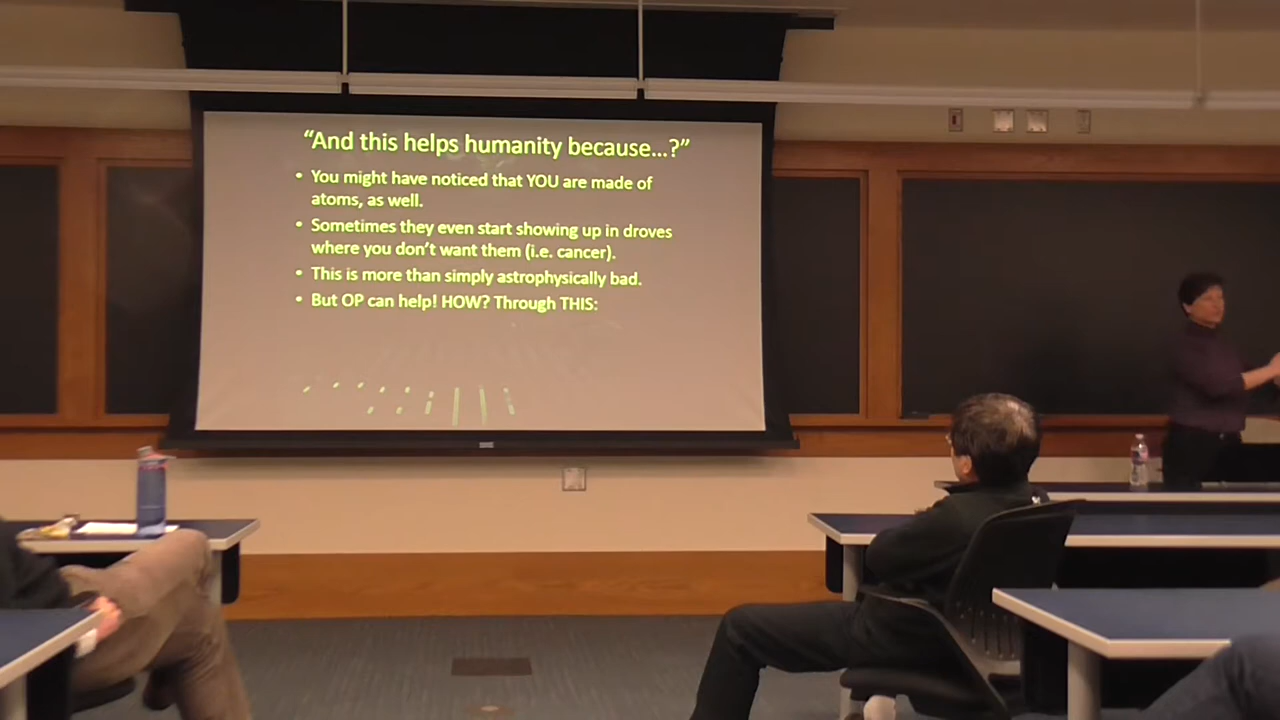 “And this helps humanity because...?”
• You might have noticed that YOU are made of
atoms, as well.
• Sometimes they even start showing up in droves
where you don’t want them (i.e. cancer).
• This is more than simply astrophysically bad.
• But OP can help! HOW? Through THIS: